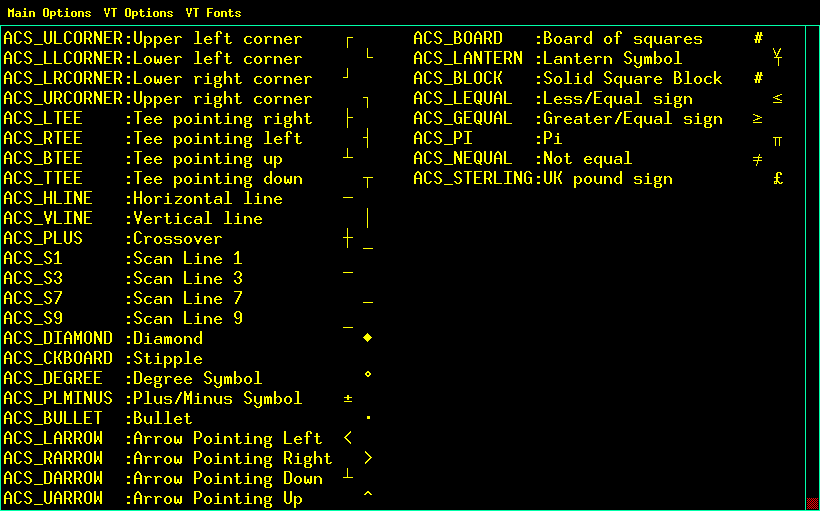 Main Options  VT Options  VT Fonts
ACS_ULCORNER:Upper left corner ┌
ACS_LLCORNER:Lower left corner └
ACS_LRCORNER:Lower right corner ┘
ACS_URCORNER:Upper right corner ┐
ACS_LTEE :Tee pointing right ├
ACS_RTEE :Tee pointing left ┤
ACS_BTEE :Tee pointing up ┴
ACS_TTEE :Tee pointing down ┬
ACS_HLINE :Horizontal line ─
ACS_VLINE :Vertical line │
ACS_PLUS :Crossover ┼
ACS_S1 :Scan Line 1 ⎺
ACS_S3 :Scan Line 3 ⎻
ACS_S7 :Scan Line 7 ⎼
ACS_S9 :Scan Line 9 ⎽
ACS_DIAMOND :Diamond ◆
ACS_CKBOARD :Stipple
ACS_DEGREE :Degree Symbol °
ACS_PLMINUS :Plus/Minus Symbol ±
ACS_BULLET :Bullet ·
ACS_LARROW :Arrow Pointing Left <
ACS_RARROW :Arrow Pointing Right >
ACS_DARROW :Arrow Pointing Down ┴
ACS_UARROW :Arrow Pointing Up ^
ACS_BOARD :Board of squares #
ACS_LANTERN :Lantern Symbol
ACS_BLOCK :Solid Square Block #
ACS_LEQUAL :Less/Equal sign ≤
ACS_GEQUAL :Greater/Equal sign ≥
ACS_PI :Pi π
ACS_NEQUAL :Not equal ≠
ACS_STERLING:UK pound sign £